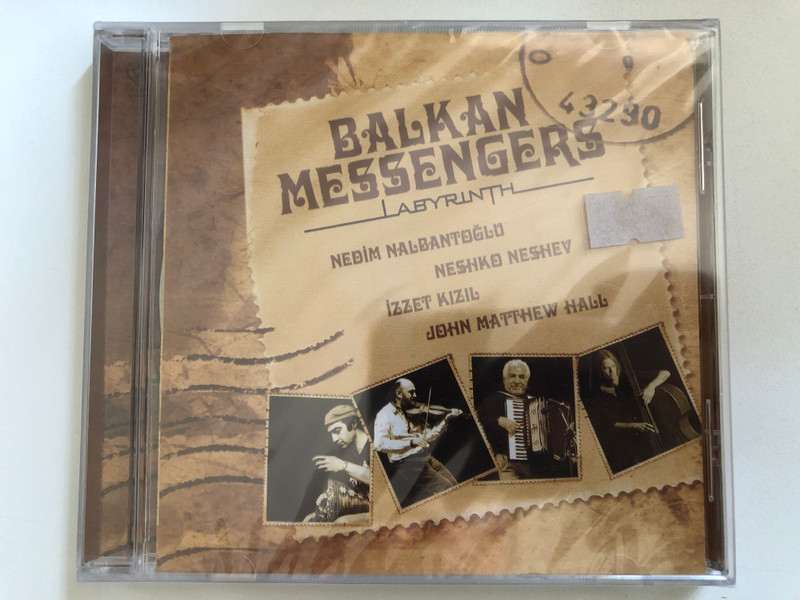 43290
BALKAN
MESSENGERS
LABYRINTH
NEDİM NALBANTOĞLU
NESHKO NESHEV
İZZET KIZIL
JOHN MATTHEW HALL